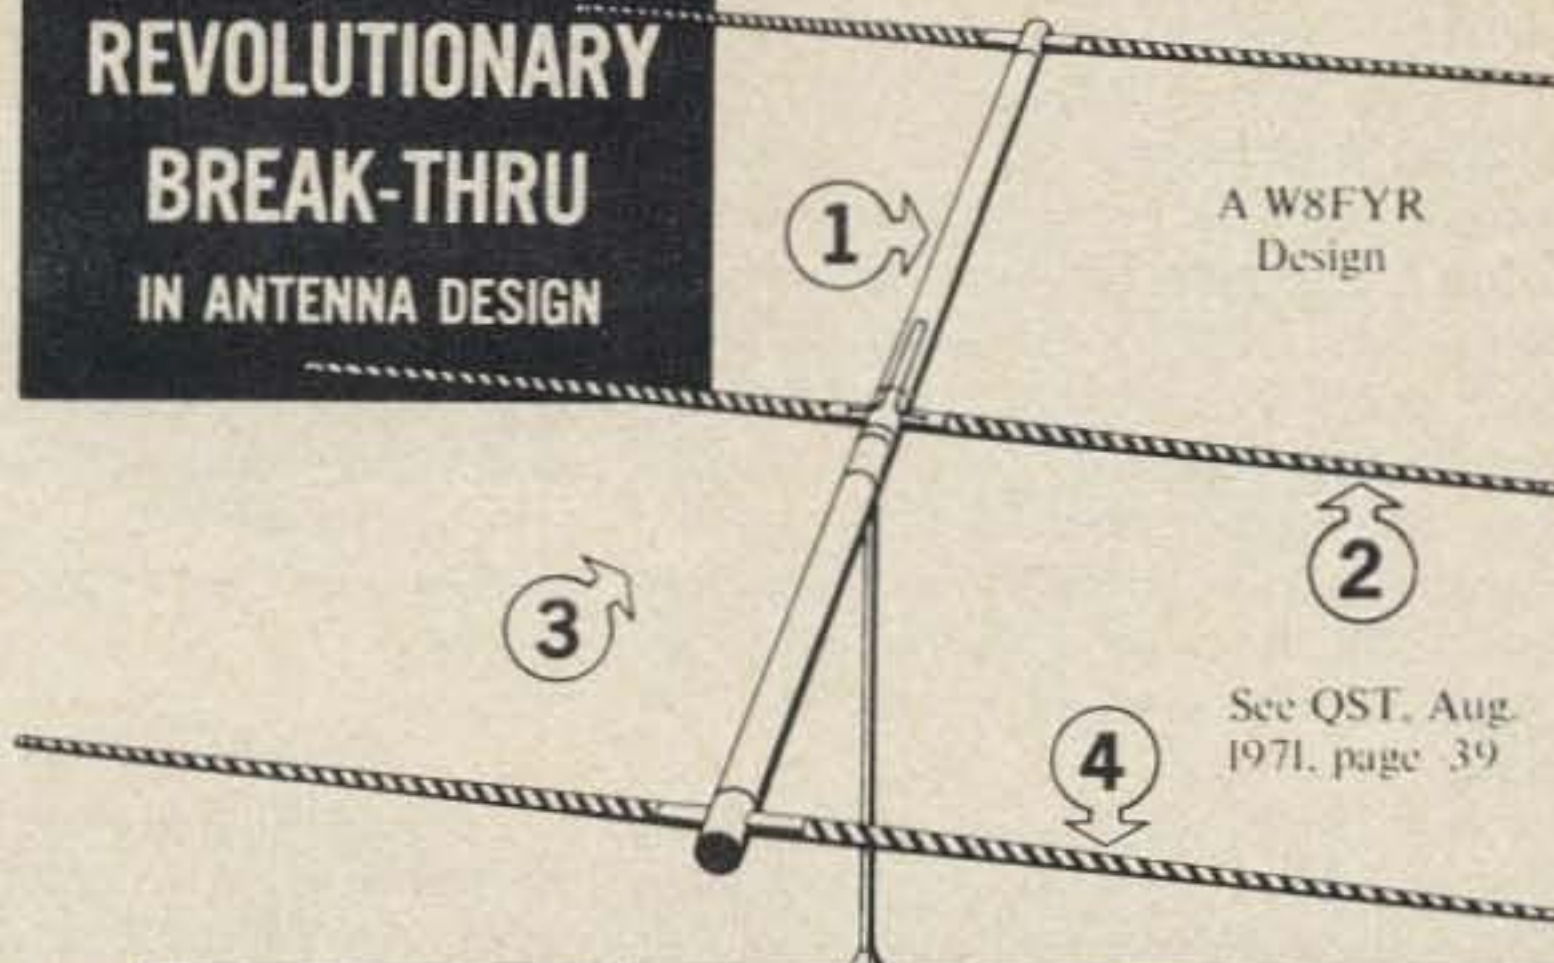 REVOLUTIONARY
BREAK-THRU
IN ANTENNA DESIGN
1
A W8FYR
Design
2
3
See QST, Aug.
1971, page 39
4